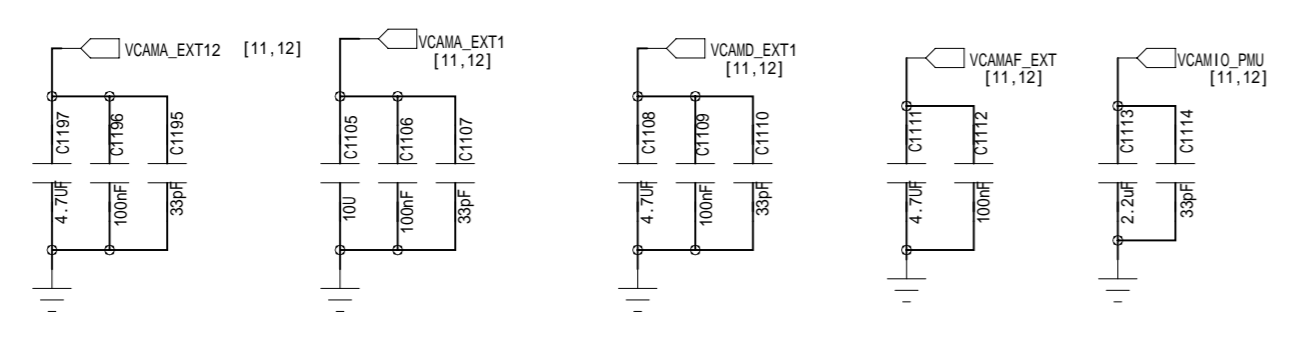 VCAMA_EXT12 [11,12]
C1197
4.7UF
C1196
100nF
C1195
33pF
VCAMA_EXT1
[11,12]
C1105
10U
C1106
100nF
C1107
33pF
VCAMD_EXT1
[11,12]
C1108
4.7UF
C1109
100nF
C1110
33pF
VCAMAF_EXT
[11,12]
C1111
4.7UF
C1112
100nF
VCAMIO_PMU
[11,12]
C1113
2.2uF
C1114
33pF